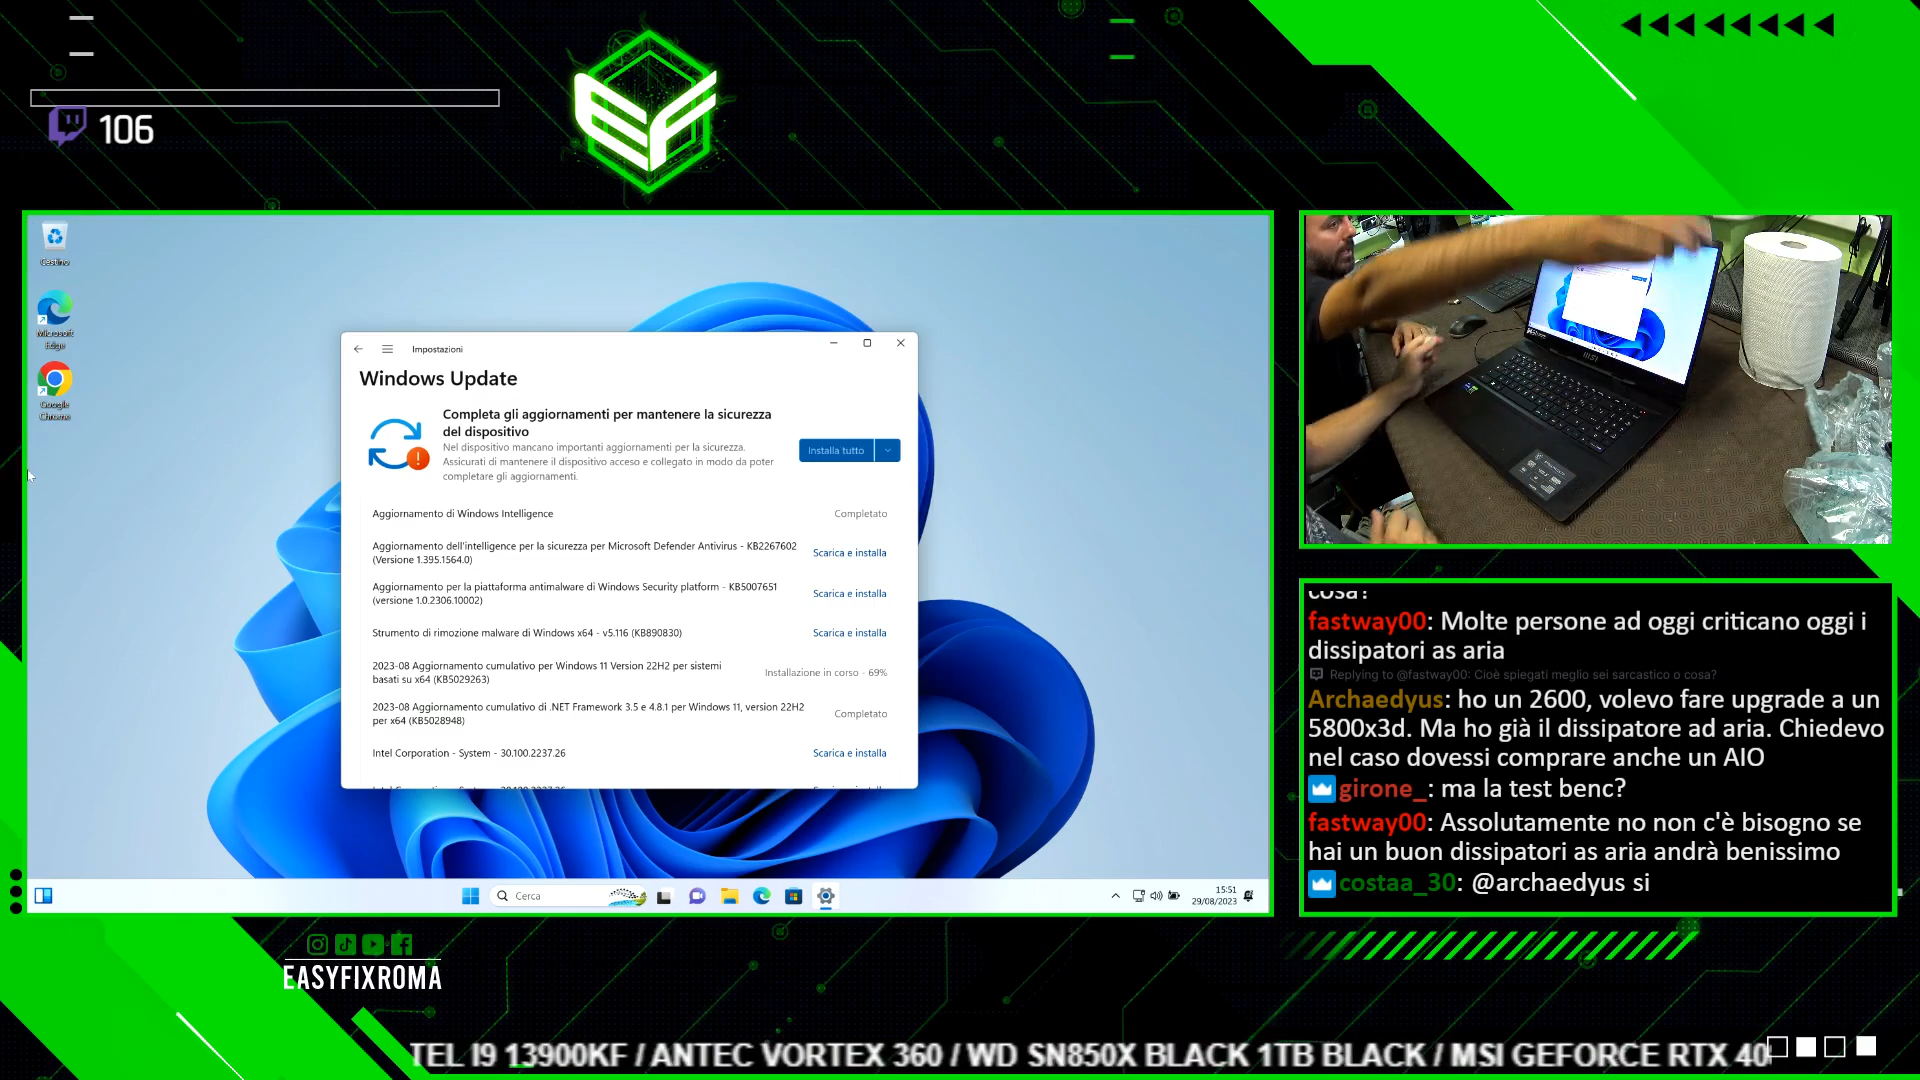 106
EF
Cestino
Microsoft
Edge
Google
Chrome
Impostazioni
Windows Update
Completa gli aggiornamenti per mantenere la sicurezza
del dispositivo
Nel dispositivo mancano importanti aggiornamenti per la sicurezza.
Assicurati di mantenere il dispositivo acceso e collegato in modo da poter
completare gli aggiornamenti.
Installa tutto
Aggiornamento di Windows Intelligence
Completato
Aggiornamento dell'intelligence per la sicurezza per Microsoft Defender Antivirus - KB2267602
(Versione 1.395.1564.0)
Scarica e installa
Aggiornamento per la piattaforma antimalware di Windows Security platform - KB5007651
(versione 1.0.2306.10002)
Scarica e installa
Strumento di rimozione malware di Windows x64 - v5.116 (KB890830)
Scarica e installa
2023-08 Aggiornamento cumulativo per Windows 11 Version 22H2 per sistemi
basati su x64 (KB5029263)
Installazione in corso - 69%
2023-08 Aggiornamento cumulativo di .NET Framework 3.5 e 4.8.1 per Windows 11, version 22H2
per x64 (KB5028948)
Completato
Intel Corporation - System - 30.100.2237.26
Scarica e installa
Cerca
15:51
29/08/2023
msi
cosa?
fastway00: Molte persone ad oggi criticano oggi i
dissipatori as aria
Replying to @fastway00: Cioè spiegati meglio sei sarcastico o cosa?
Archaedyus: ho un 2600, volevo fare upgrade a un
5800x3d. Ma ho già il dissipatore ad aria. Chiedevo
nel caso dovessi comprare anche un AIO
girone_: ma la test benc?
fastway00: Assolutamente no non c'è bisogno se
hai un buon dissipatori as aria andrà benissimo
costaa_30: @archaedyus si
EASYFIXROMA
TEL I9 13900KF / ANTEC VORTEX 360 / WD SN850X BLACK 1TB BLACK / MSI GEFORCE RTX 40